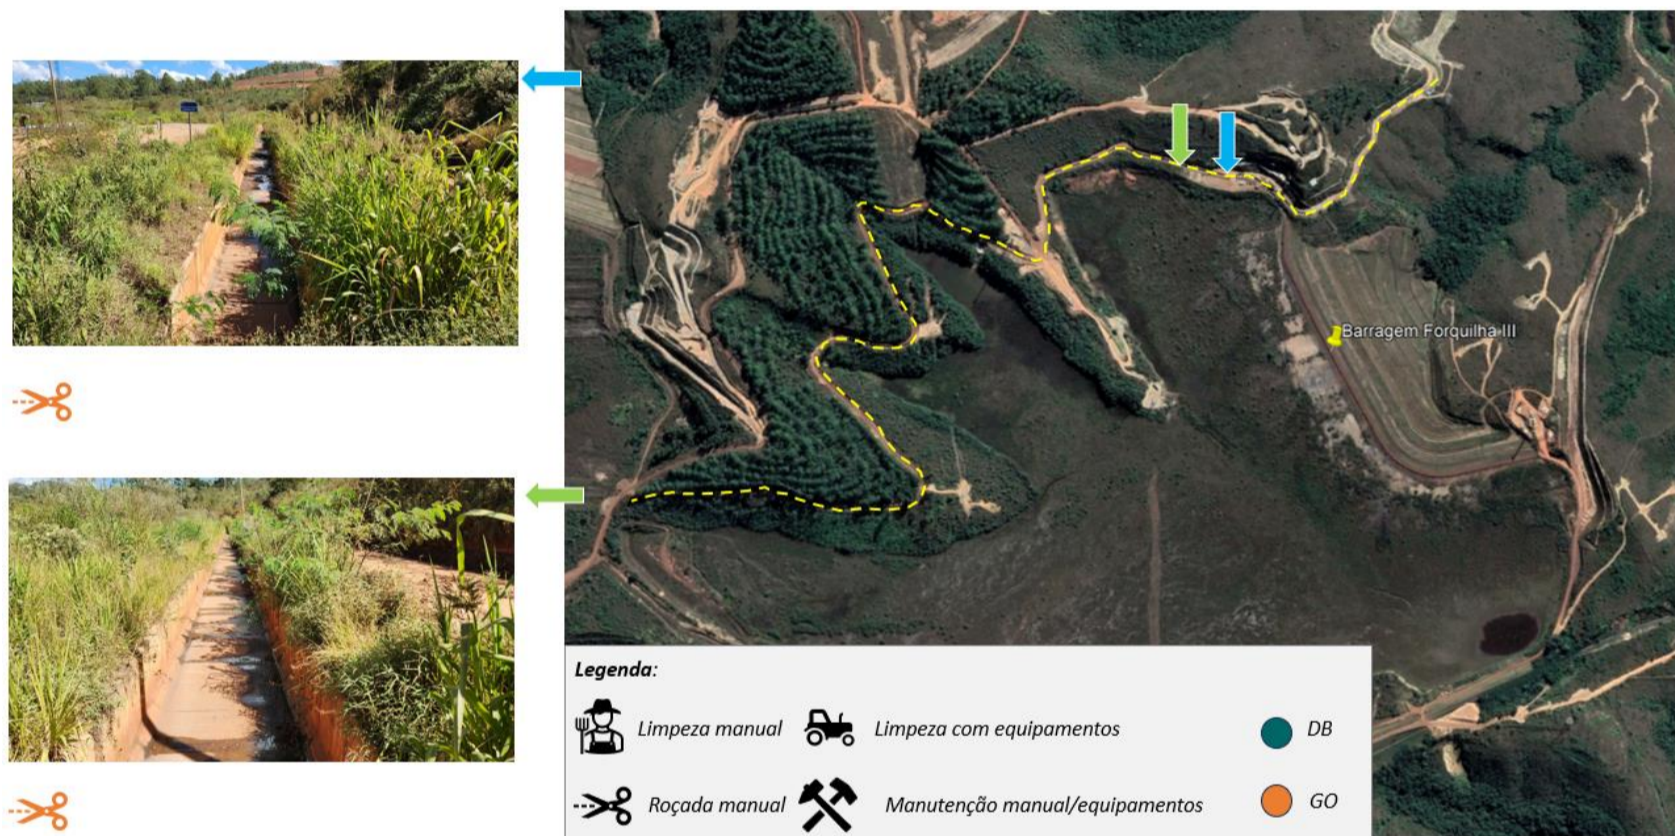 Barragem Forquilha III
Legenda:
Limpeza manual
Limpeza com equipamentos
DB
Roçada manual
Manutenção manual/equipamentos
GO